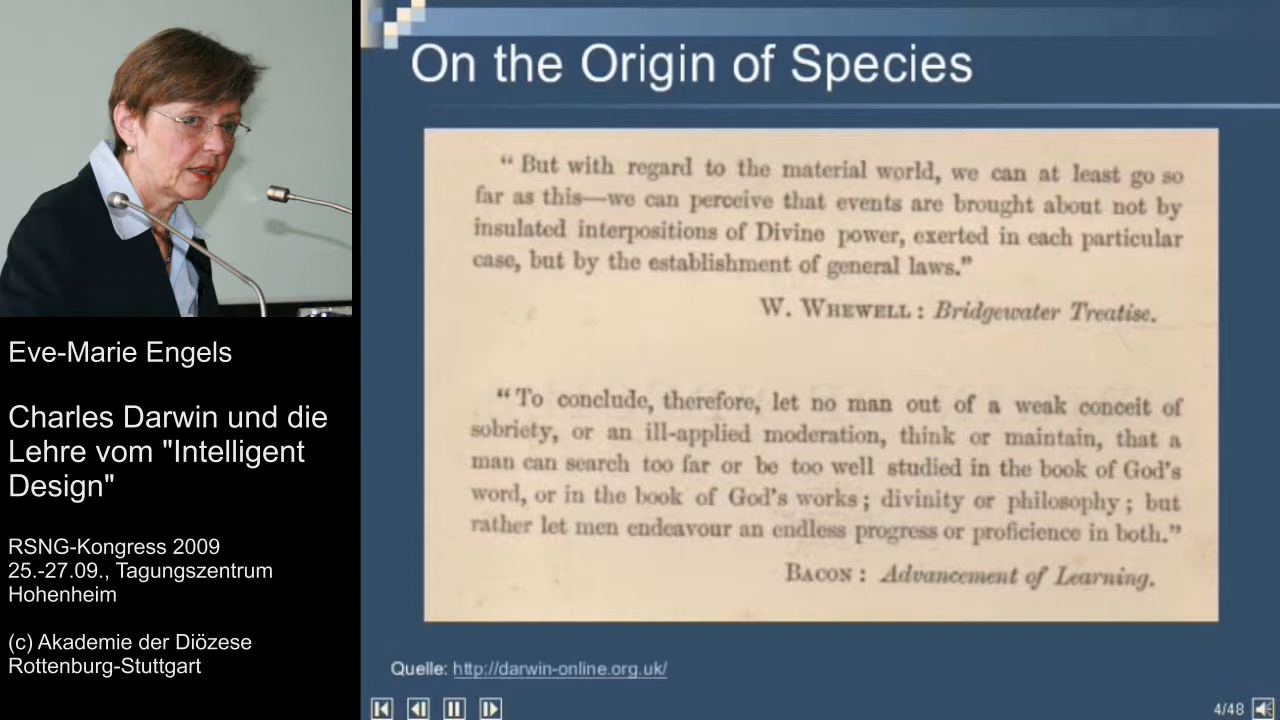 Eve-Marie Engels
Charles Darwin und die
Lehre vom "Intelligent
Design"
RSNG-Kongress 2009
25.-27.09., Tagungszentrum
Hohenheim
(c) Akademie der Diözese
Rottenburg-Stuttgart
On the Origin of Species
“ But with regard to the material world, we can at least go so
far as this—we can perceive that events are brought about not by
insulated interpositions of Divine power, exerted in each particular
case, but by the establishment of general laws.”
W. WHEWELL : Bridgewater Treatise.
“ To conclude, therefore, let no man out of a weak conceit of
sobriety, or an ill-applied moderation, think or maintain, that a
man can search too far or be too well studied in the book of God’s
word, or in the book of God’s works ; divinity or philosophy ; but
rather let men endeavour an endless progress or proficience in both.”
BACON : Advancement of Learning.
Quelle: http://darwin-online.org.uk/
4/48